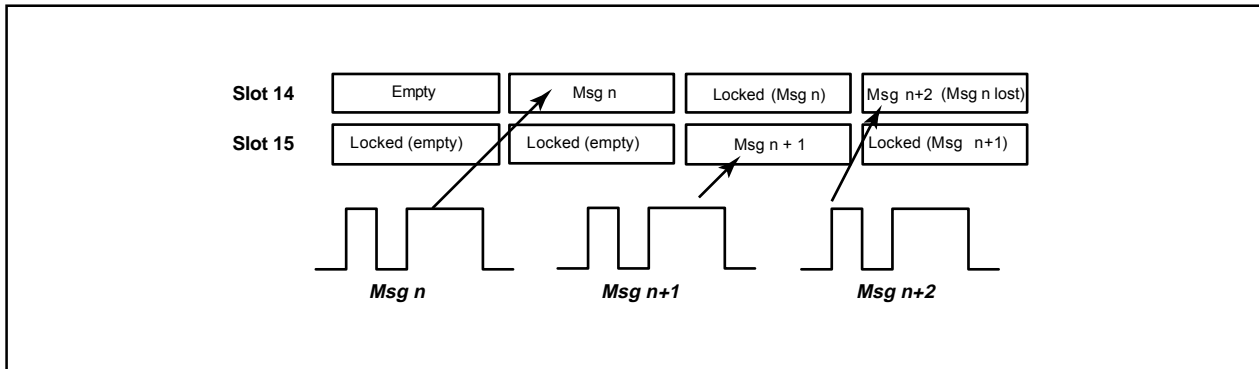 Slot 14 Empty Msg n Locked (Msg n) Msg n+2 (Msg n lost)
Slot 15 Locked (empty) Locked (empty) Msg n + 1 Locked (Msg n+1)
Msg n Msg n+1 Msg n+2